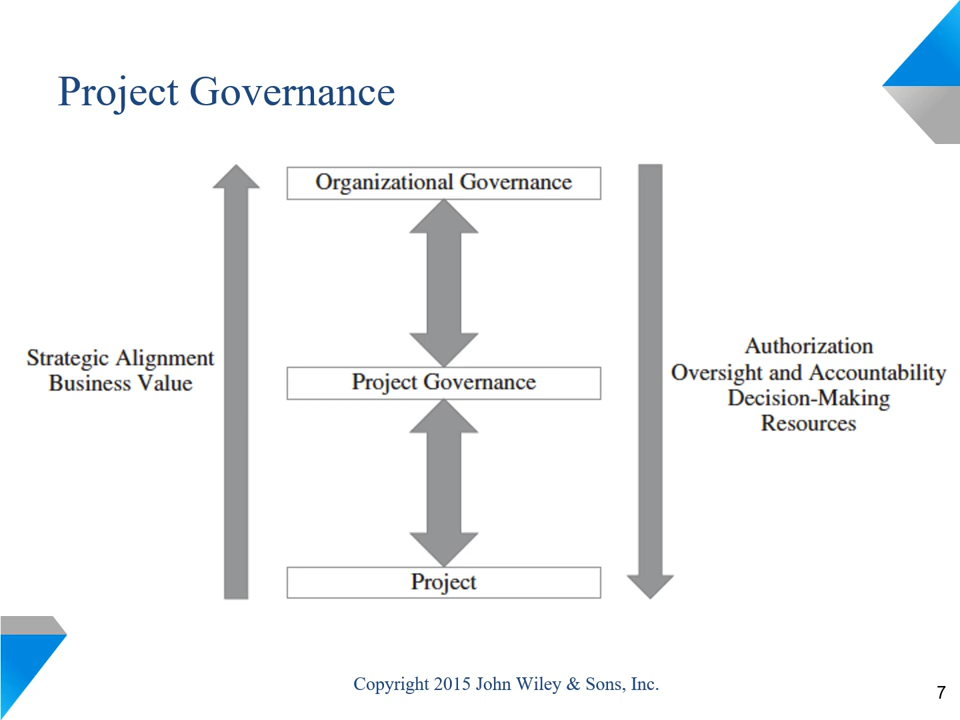 Project Governance
Organizational Governance
Strategic Alignment
Business Value
Project Governance
Authorization
Oversight and Accountability
Decision-Making
Resources
Project
Copyright 2015 John Wiley & Sons, Inc.
7